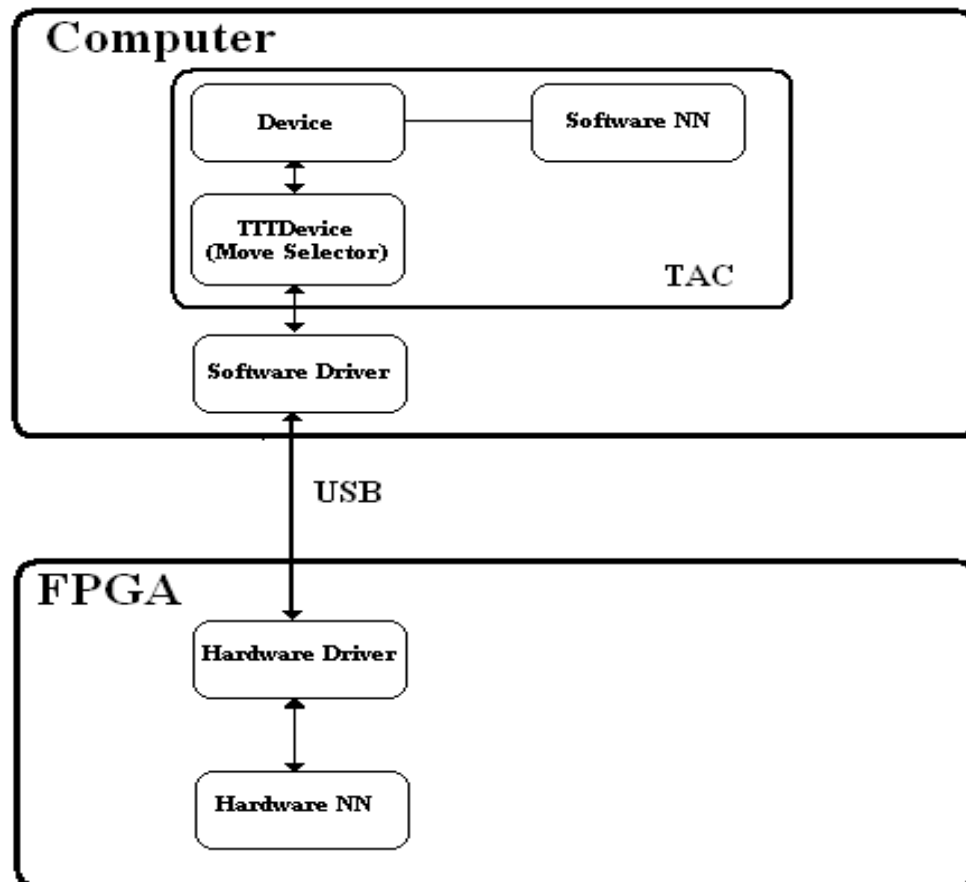 Computer
Device
Software NN
TTTDevice
(Move Selector)
TAC
Software Driver
USB
FPGA
Hardware Driver
Hardware NN